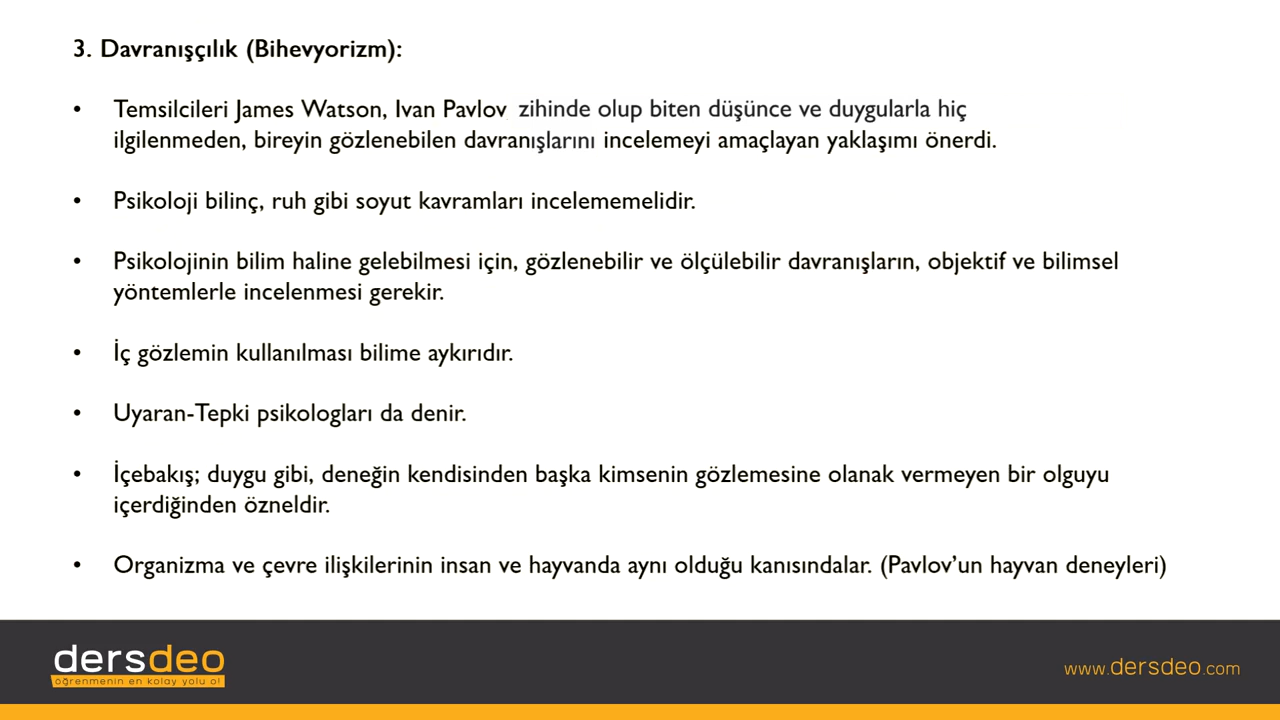 3. Davranışçılık (Bihevyorizm):
• Temsilcileri James Watson, Ivan Pavlov zihinde olup biten düşünce ve duygularla hiç
ilgilenmeden, bireyin gözlenebilen davranışlarını incelemeyi amaçlayan yaklaşımı önerdi.
• Psikoloji bilinç, ruh gibi soyut kavramları incelememelidir.
• Psikolojinin bilim haline gelebilmesi için, gözlenebilir ve ölçülebilir davranışların, objektif ve bilimsel
yöntemlerle incelenmesi gerekir.
• İç gözlemin kullanılması bilime aykırıdır.
• Uyaran-Tepki psikologları da denir.
• İçebakış; duygu gibi, deneğin kendisinden başka kimsenin gözlemesine olanak vermeyen bir olguyu
içerdiğinden özneldir.
• Organizma ve çevre ilişkilerinin insan ve hayvanda aynı olduğu kanısındalar. (Pavlov’un hayvan deneyleri)
dersdeo
öğrenmenin en kolay yolu o!
www.dersdeo.com